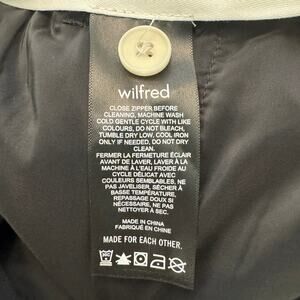 wilfred
CLOSE ZIPPER BEFORE
CLEANING, MACHINE WASH
COLD GENTLE CYCLE WITH LIKE
COLOURS, DO NOT BLEACH,
TUMBLE DRY LOW, COOL IRON
ONLY IF NEEDED, DO NOT DRY
CLEAN.
FERMER LA FERMETURE ÉCLAIR
AVANT DE LAVER, LAVER À LA
MACHINE À L'EAU FROIDE AU
CYCLE DÉLICAT AVEC
COULEURS SEMBLABLES, NE
PAS JAVELISER, SÉCHER À
BASSE TEMPÉRATURE,
REPASSAGE DOUX SI
NÉCESSAIRE, NE PAS
NETTOYER À SEC.
MADE IN CHINA
FABRIQUÉ EN CHINE
MADE FOR EACH OTHER.